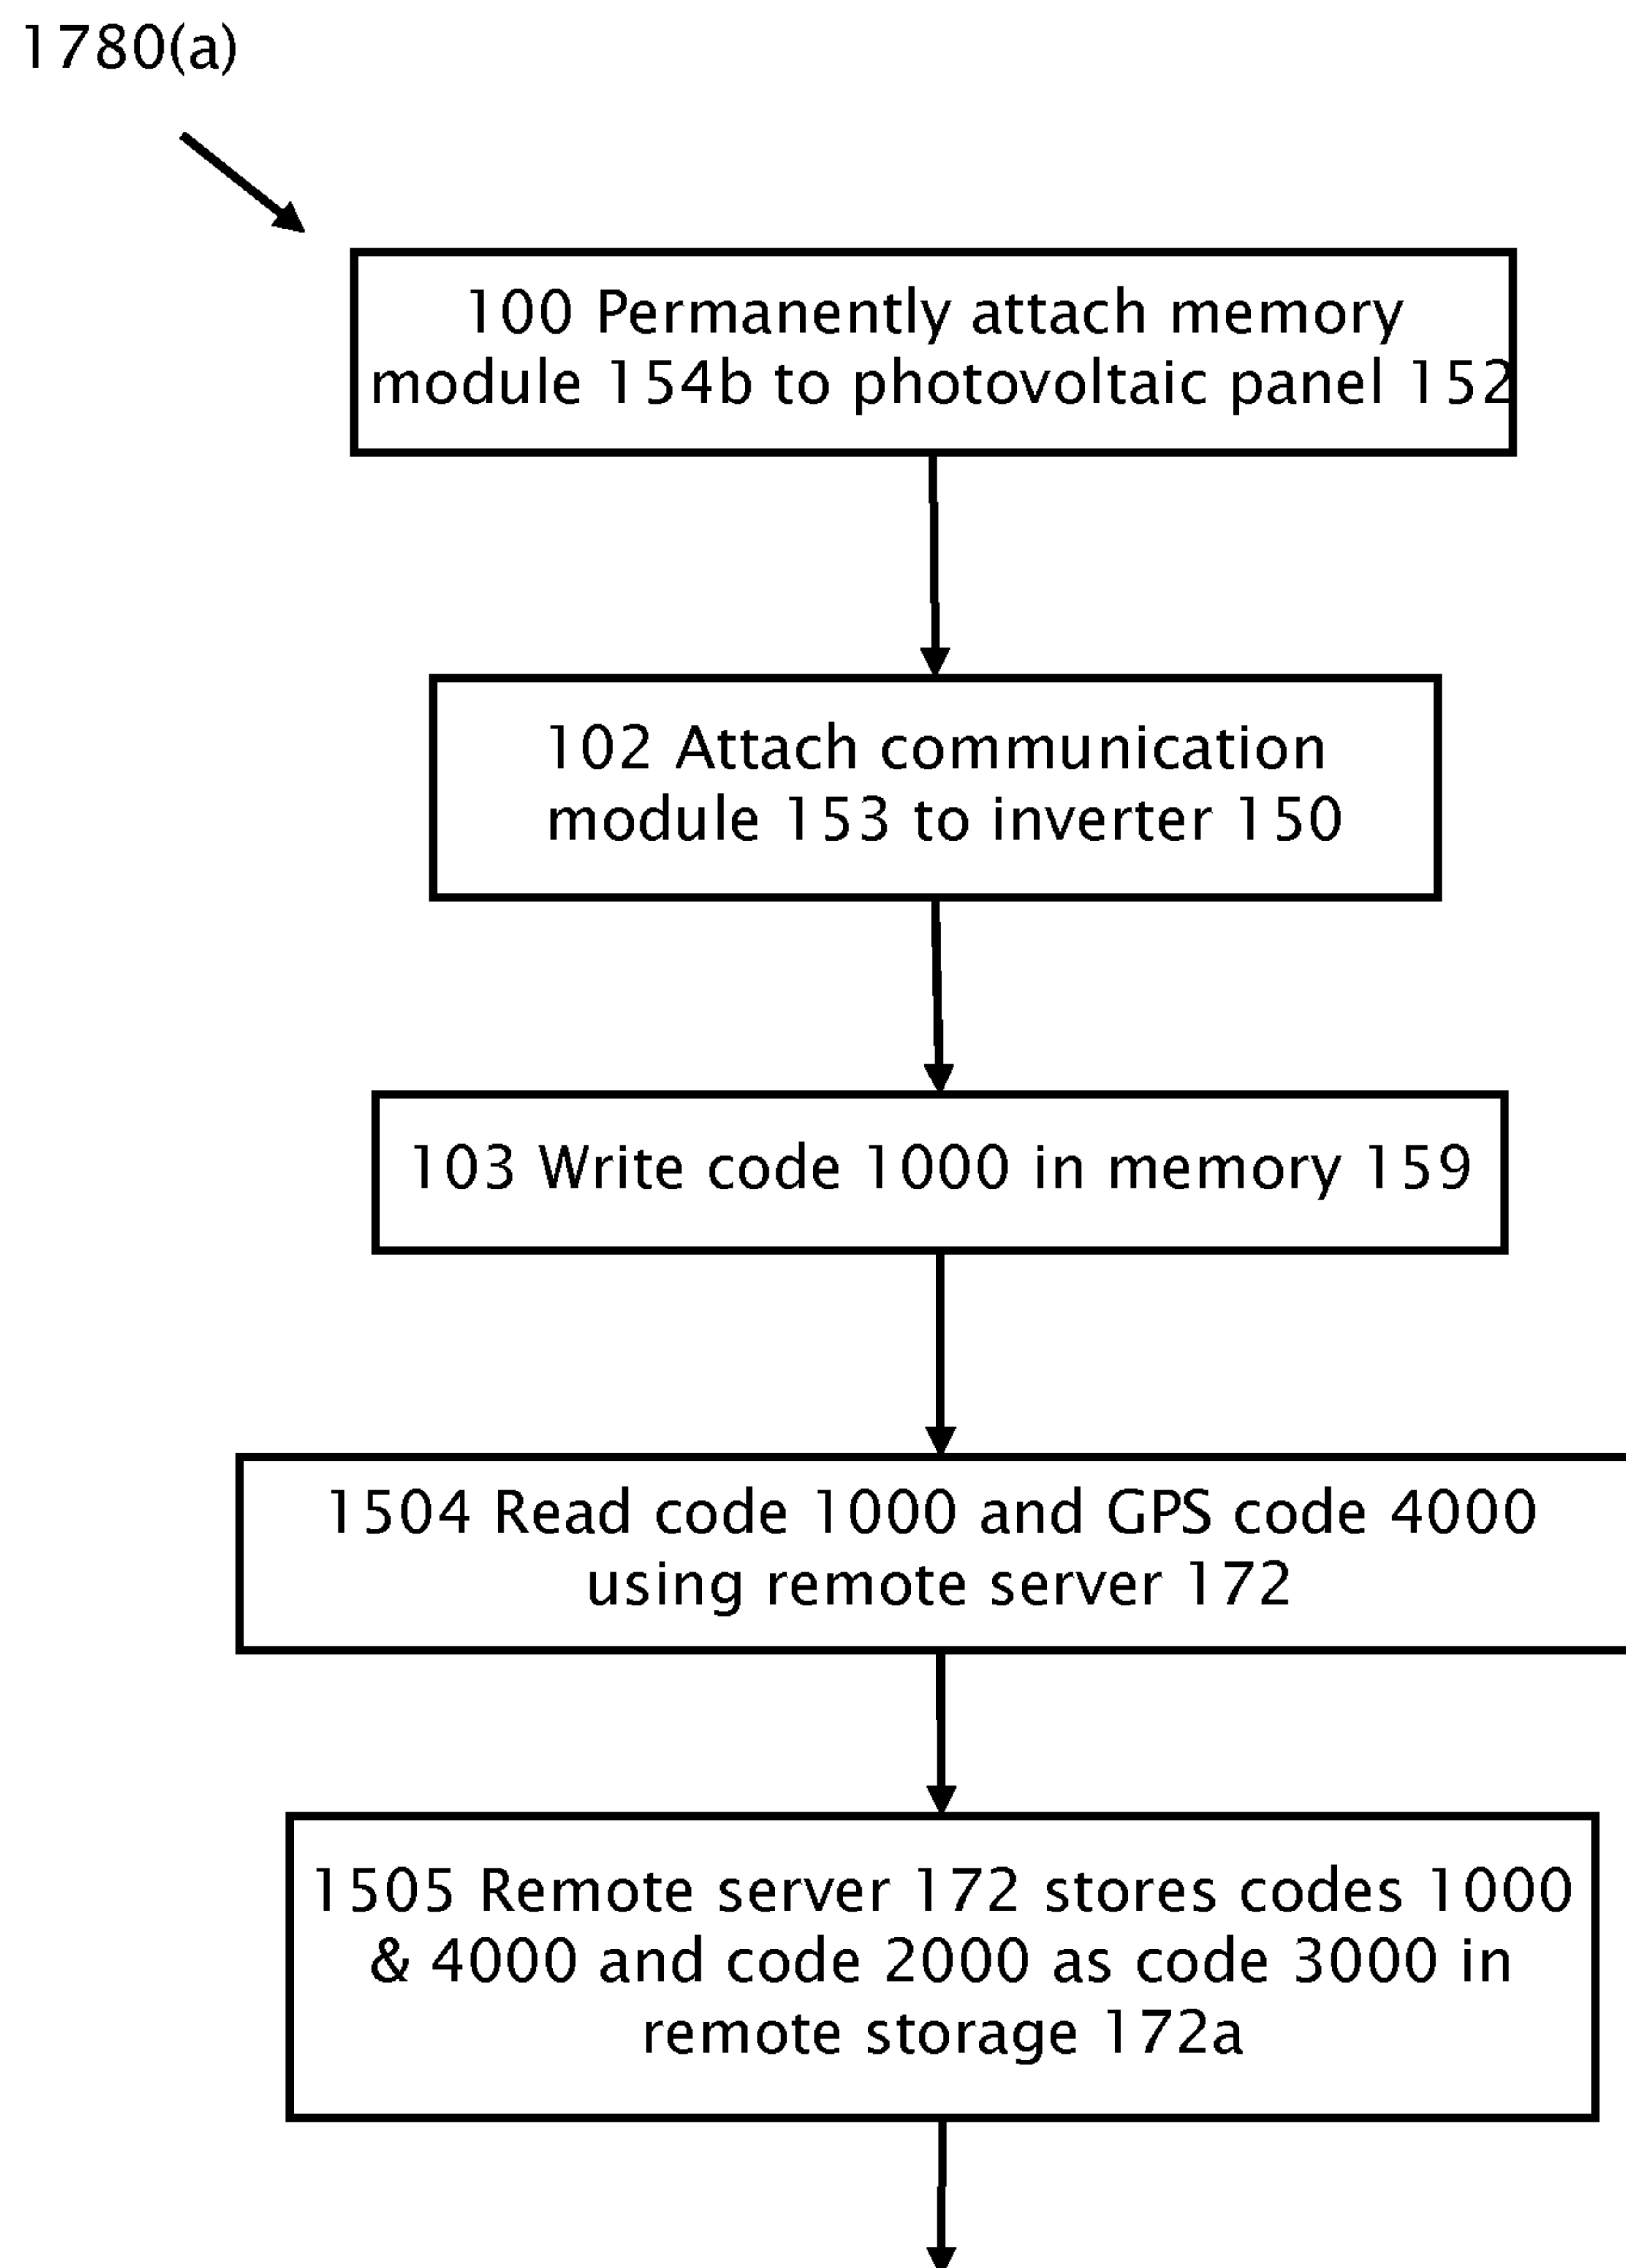 1780(a)
100 Permanently attach memory
module 154b to photovoltaic panel 152
102 Attach communication
module 153 to inverter 150
103 Write code 1000 in memory 159
1504 Read code 1000 and GPS code 4000
using remote server 172
1505 Remote server 172 stores codes 1000
& 4000 and code 2000 as code 3000 in
remote storage 172a